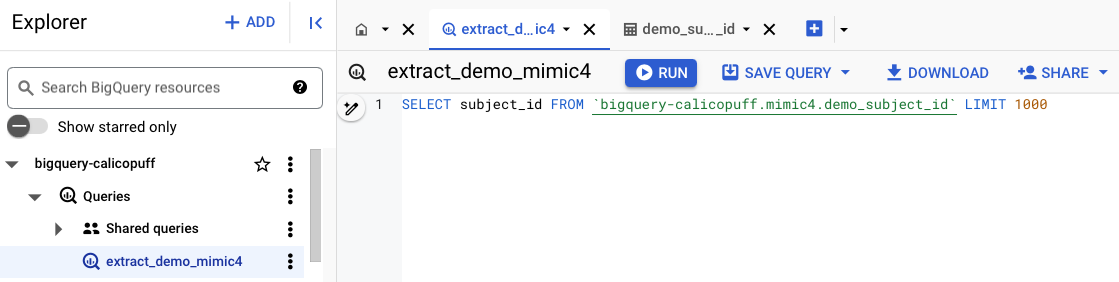 Explorer
+ ADD
Search BigQuery resources
Show starred only
bigquery-calicopuff
Queries
Shared queries
extract_demo_mimic4
extract_d...ic4
demo_su..._id
extract_demo_mimic4
RUN
SAVE QUERY
DOWNLOAD
SHARE
1 SELECT subject_id FROM `bigquery-calicopuff.mimic4.demo_subject_id` LIMIT 1000